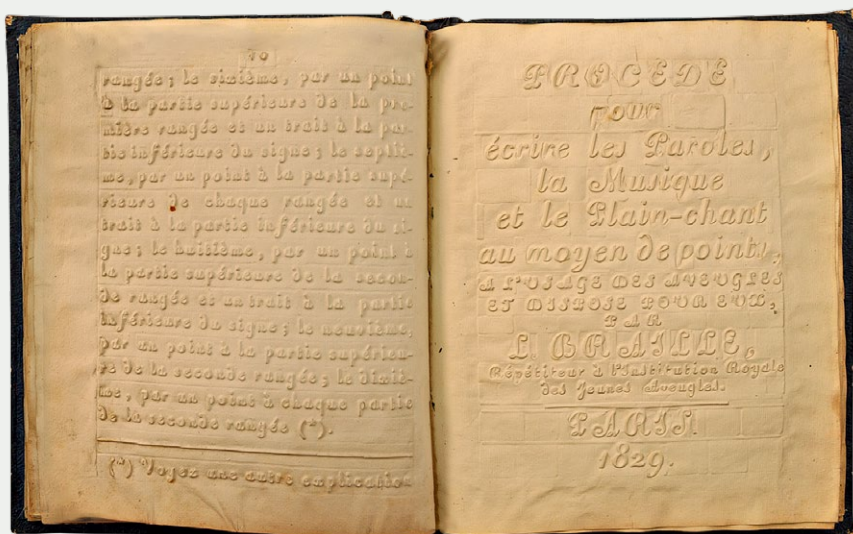 10
rangée; le sixième, par un point
à la partie supérieure de la pre-
mière rangée et un trait à la par-
tie inférieure du signe; le septiè-
me, par un point à la partie supé-
rieure de chaque rangée et un
trait à la partie inférieure du si-
gne; le huitième, par un point à
la partie supérieure de la secon-
de rangée et un trait à la partie
inférieure du signe; le neuvième,
par un point à la partie supérieu-
re de la seconde rangée; le dixiè-
me, par un point à chaque partie
de la seconde rangée (*).
(*) Voyez une autre explication
PROCÉDÉ
POUR
écrire les Paroles,
la Musique
et le Plain-chant
au moyen de points,
A L'USAGE DES AVEUGLES
ET DISPOSÉ POUR EUX,
PAR
L. BRAILLE,
Répétiteur à l'Institution Royale
des Jeunes Aveugles.
PARIS
1829.